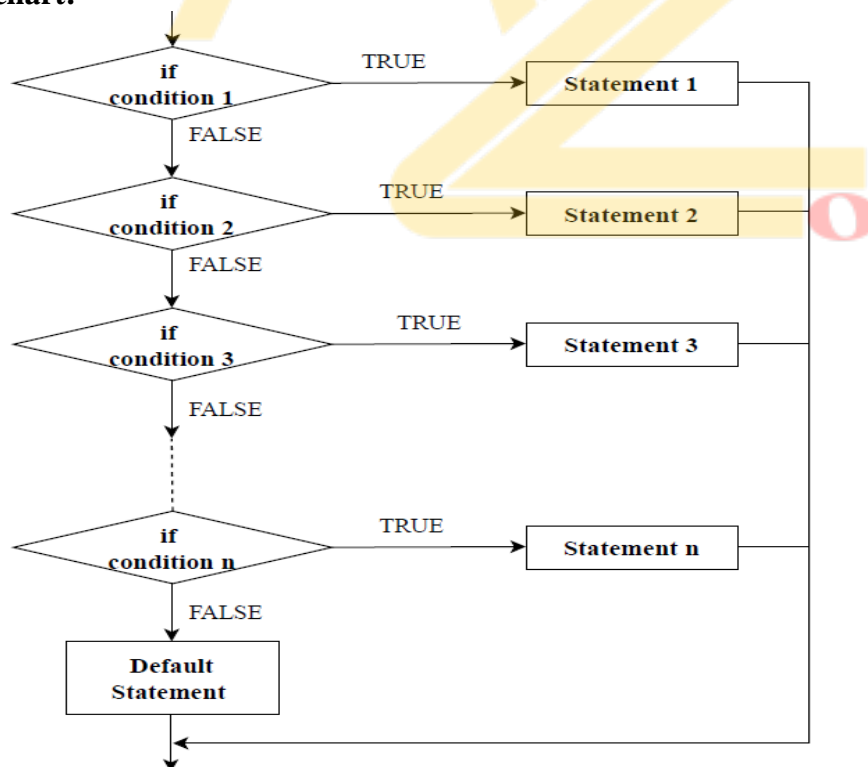 chart:
if
condition 1
TRUE
Statement 1
FALSE
if
condition 2
TRUE
Statement 2
FALSE
if
condition 3
TRUE
Statement 3
FALSE
if
condition n
TRUE
Statement n
FALSE
Default
Statement